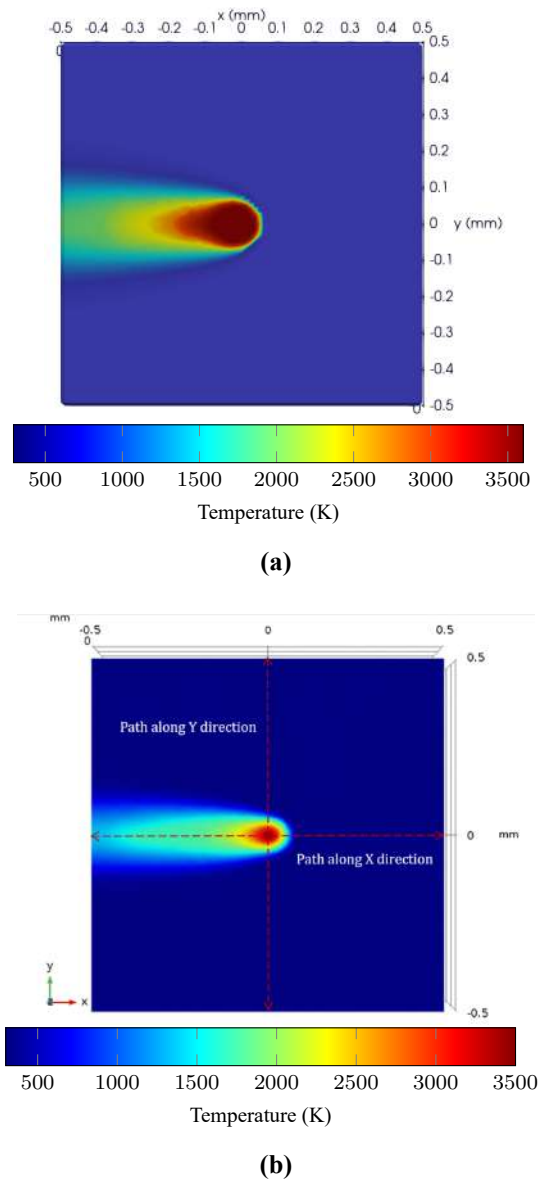 x (mm)
-0.5 -0.4 -0.3 -0.2 -0.1 0 0.1 0.2 0.3 0.4 0.5
0
0.5
0.4
0.3
0.2
0.1
0 y (mm)
-0.1
-0.2
-0.3
-0.4
-0.5
0
500 1000 1500 2000 2500 3000 3500
Temperature (K)
(a)
mm
-0.5 0 0.5
0
0.5
Path along Y direction
0 mm
Path along X direction
y
x
-0.5
500 1000 1500 2000 2500 3000 3500
Temperature (K)
(b)